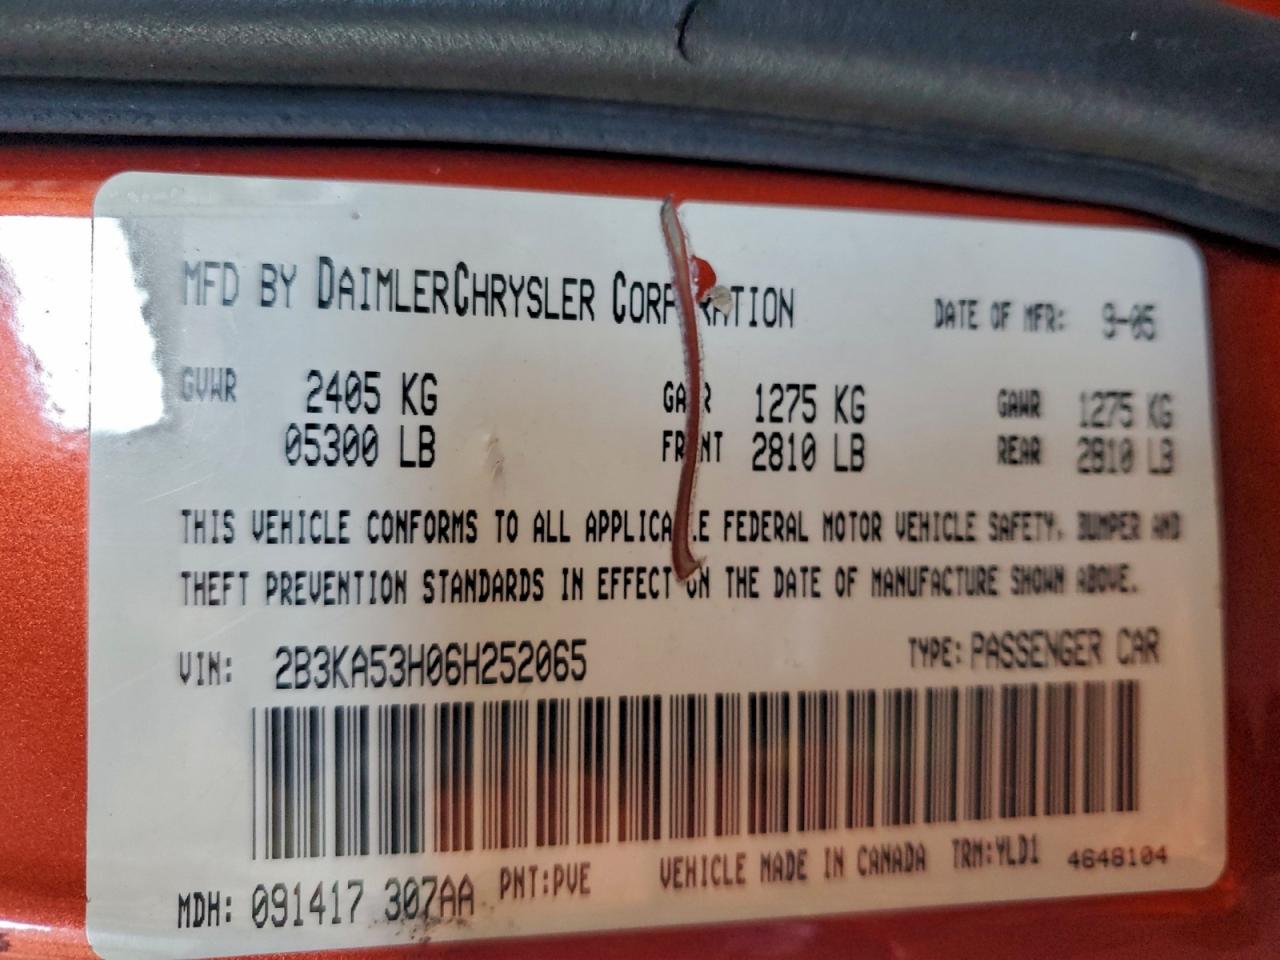 MFD BY DAIMLERCHRYSLER CORP RATION DATE OF MFR: 9-05
GVWR 2405 KG GA R 1275 KG GAWR 1275 KG
05300 LB FR NT 2810 LB REAR 2810 LB
THIS VEHICLE CONFORMS TO ALL APPLICA LE FEDERAL MOTOR VEHICLE SAFETY, BUMPER AND
THEFT PREVENTION STANDARDS IN EFFECT ON THE DATE OF MANUFACTURE SHOWN ABOVE.
VIN: 2B3KA53H06H252065 TYPE: PASSENGER CAR
MDH: 091417 307AA PNT:PVE VEHICLE MADE IN CANADA TRM:YLD1 4648104